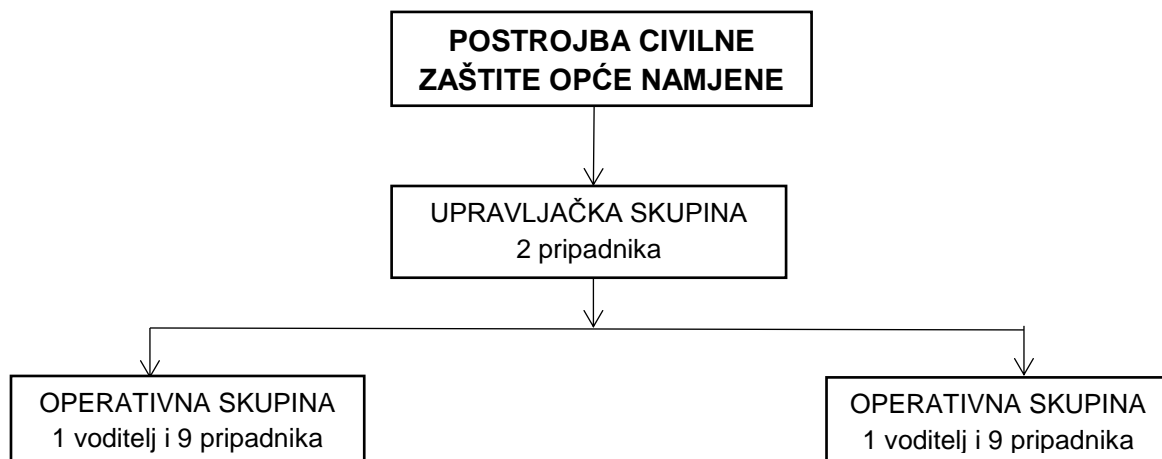 POSTROJBA CIVILNE
ZAŠTITE OPĆE NAMJENE
UPRAVLJAČKA SKUPINA
2 pripadnika
OPERATIVNA SKUPINA
1 voditelj i 9 pripadnika
OPERATIVNA SKUPINA
1 voditelj i 9 pripadnika